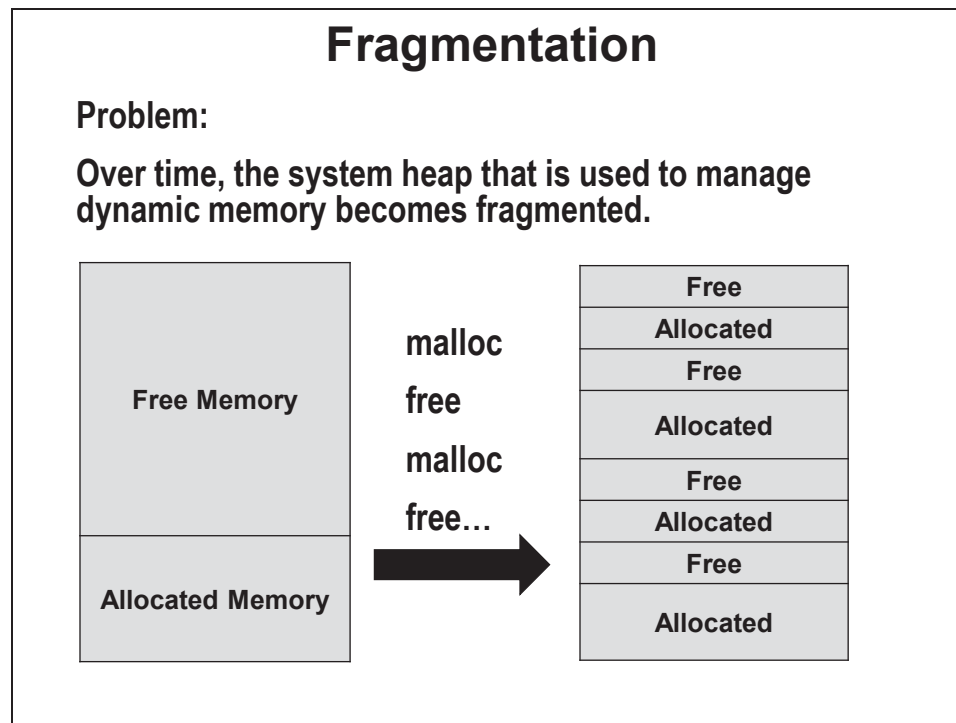 Fragmentation
Problem:
Over time, the system heap that is used to manage
dynamic memory becomes fragmented.
Free Memory
Allocated Memory
malloc
free
malloc
free…
Free
Allocated
Free
Allocated
Free
Allocated
Free
Allocated